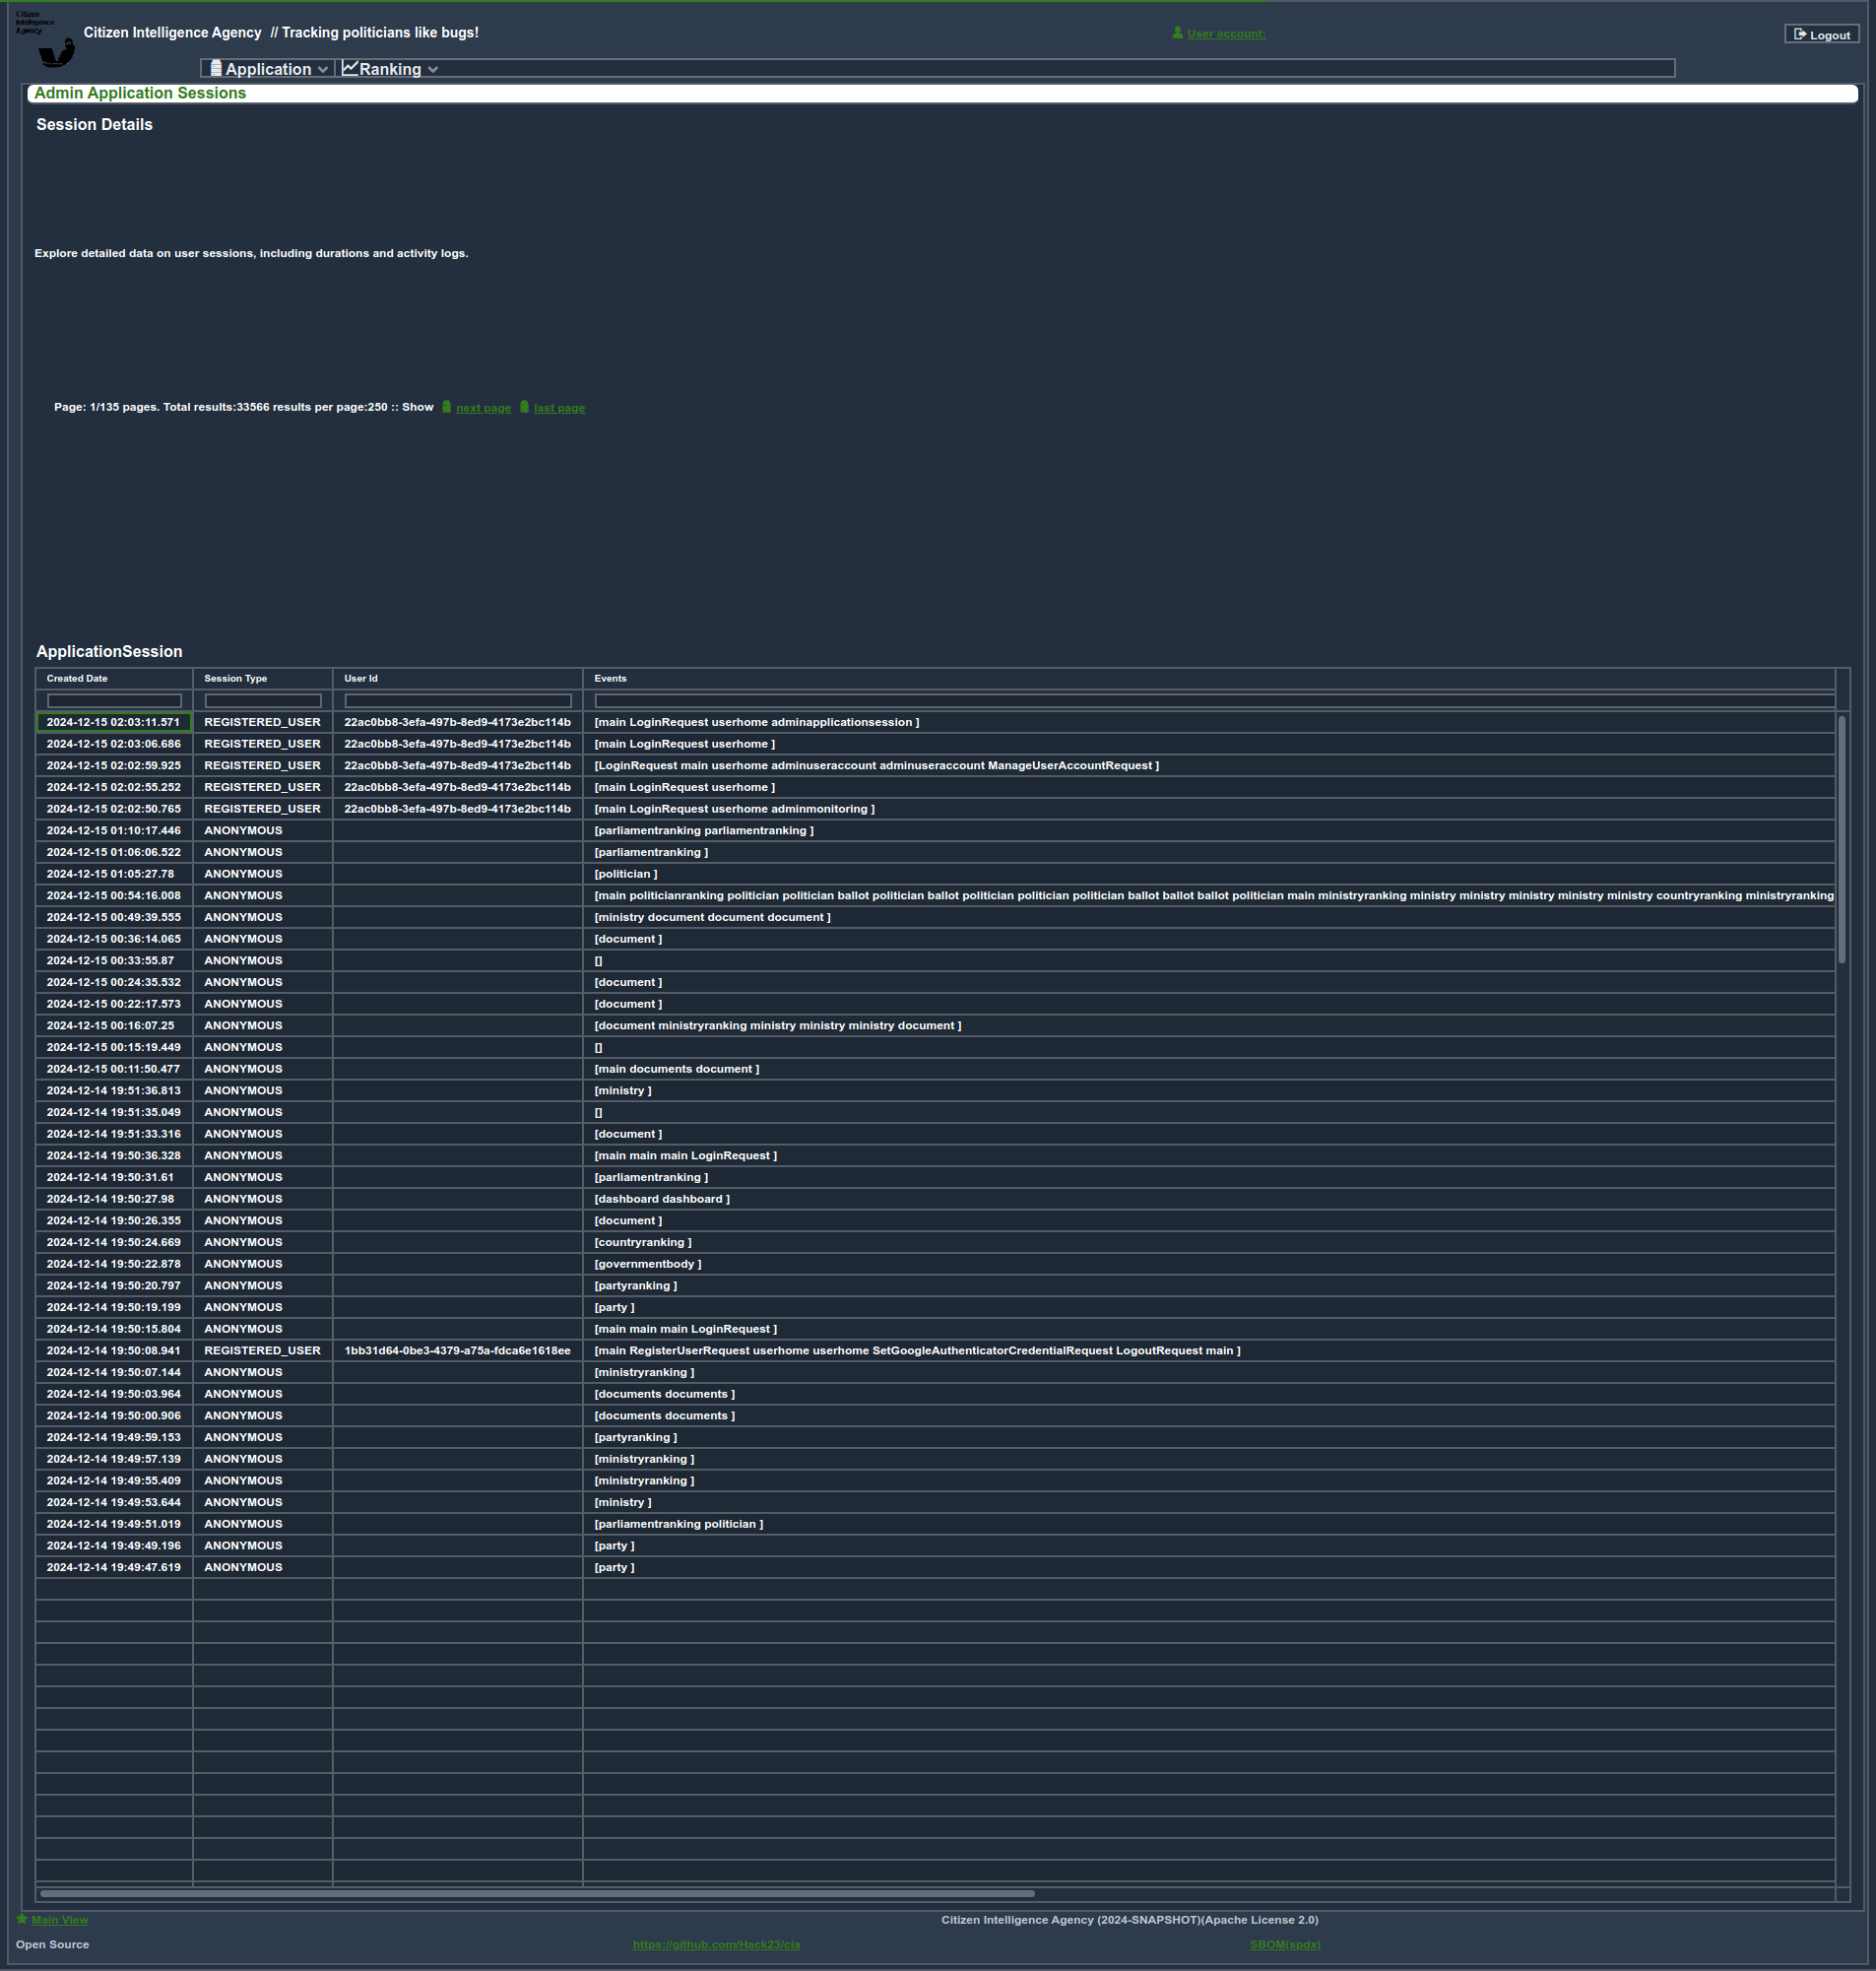 Citizen
Intelligence
Agency
Citizen Intelligence Agency // Tracking politicians like bugs!
User account:
Logout
Application Ranking
Admin Application Sessions
Session Details
Explore detailed data on user sessions, including durations and activity logs.
Page: 1/135 pages. Total results:33566 results per page:250 :: Show next page last page
ApplicationSession
Created Date Session Type User Id Events
2024-12-15 02:03:11.571 REGISTERED_USER 22ac0bb8-3efa-497b-8ed9-4173e2bc114b [main LoginRequest userhome adminapplicationsession ]
2024-12-15 02:03:06.686 REGISTERED_USER 22ac0bb8-3efa-497b-8ed9-4173e2bc114b [main LoginRequest userhome ]
2024-12-15 02:02:59.925 REGISTERED_USER 22ac0bb8-3efa-497b-8ed9-4173e2bc114b [LoginRequest main userhome adminuseraccount adminuseraccount ManageUserAccountRequest ]
2024-12-15 02:02:55.252 REGISTERED_USER 22ac0bb8-3efa-497b-8ed9-4173e2bc114b [main LoginRequest userhome ]
2024-12-15 02:02:50.765 REGISTERED_USER 22ac0bb8-3efa-497b-8ed9-4173e2bc114b [main LoginRequest userhome adminmonitoring ]
2024-12-15 01:10:17.446 ANONYMOUS [parliamentranking parliamentranking ]
2024-12-15 01:06:06.522 ANONYMOUS [parliamentranking ]
2024-12-15 01:05:27.78 ANONYMOUS [politician ]
2024-12-15 00:54:16.008 ANONYMOUS [main politicianranking politician politician ballot politician ballot politician politician politician ballot ballot ballot politician main ministryranking ministry ministry ministry ministry ministry countryranking ministryranking
2024-12-15 00:49:39.555 ANONYMOUS [ministry document document document ]
2024-12-15 00:36:14.065 ANONYMOUS [document ]
2024-12-15 00:33:55.87 ANONYMOUS []
2024-12-15 00:24:35.532 ANONYMOUS [document ]
2024-12-15 00:22:17.573 ANONYMOUS [document ]
2024-12-15 00:16:07.25 ANONYMOUS [document ministryranking ministry ministry ministry document ]
2024-12-15 00:15:19.449 ANONYMOUS []
2024-12-15 00:11:50.477 ANONYMOUS [main documents document ]
2024-12-14 19:51:36.813 ANONYMOUS [ministry ]
2024-12-14 19:51:35.049 ANONYMOUS []
2024-12-14 19:51:33.316 ANONYMOUS [document ]
2024-12-14 19:50:36.328 ANONYMOUS [main main main LoginRequest ]
2024-12-14 19:50:31.61 ANONYMOUS [parliamentranking ]
2024-12-14 19:50:27.98 ANONYMOUS [dashboard dashboard ]
2024-12-14 19:50:26.355 ANONYMOUS [document ]
2024-12-14 19:50:24.669 ANONYMOUS [countryranking ]
2024-12-14 19:50:22.878 ANONYMOUS [governmentbody ]
2024-12-14 19:50:20.797 ANONYMOUS [partyranking ]
2024-12-14 19:50:19.199 ANONYMOUS [party ]
2024-12-14 19:50:15.804 ANONYMOUS [main main main LoginRequest ]
2024-12-14 19:50:08.941 REGISTERED_USER 1bb31d64-0be3-4379-a75a-fdca6e1618ee [main RegisterUserRequest userhome userhome SetGoogleAuthenticatorCredentialRequest LogoutRequest main ]
2024-12-14 19:50:07.144 ANONYMOUS [ministryranking ]
2024-12-14 19:50:03.964 ANONYMOUS [documents documents ]
2024-12-14 19:50:00.906 ANONYMOUS [documents documents ]
2024-12-14 19:49:59.153 ANONYMOUS [partyranking ]
2024-12-14 19:49:57.139 ANONYMOUS [ministryranking ]
2024-12-14 19:49:55.409 ANONYMOUS [ministryranking ]
2024-12-14 19:49:53.644 ANONYMOUS [ministry ]
2024-12-14 19:49:51.019 ANONYMOUS [parliamentranking politician ]
2024-12-14 19:49:49.196 ANONYMOUS [party ]
2024-12-14 19:49:47.619 ANONYMOUS [party ]
Main View Citizen Intelligence Agency (2024-SNAPSHOT)(Apache License 2.0)
Open Source https://github.com/Hack23/cia SBOM(spdx)